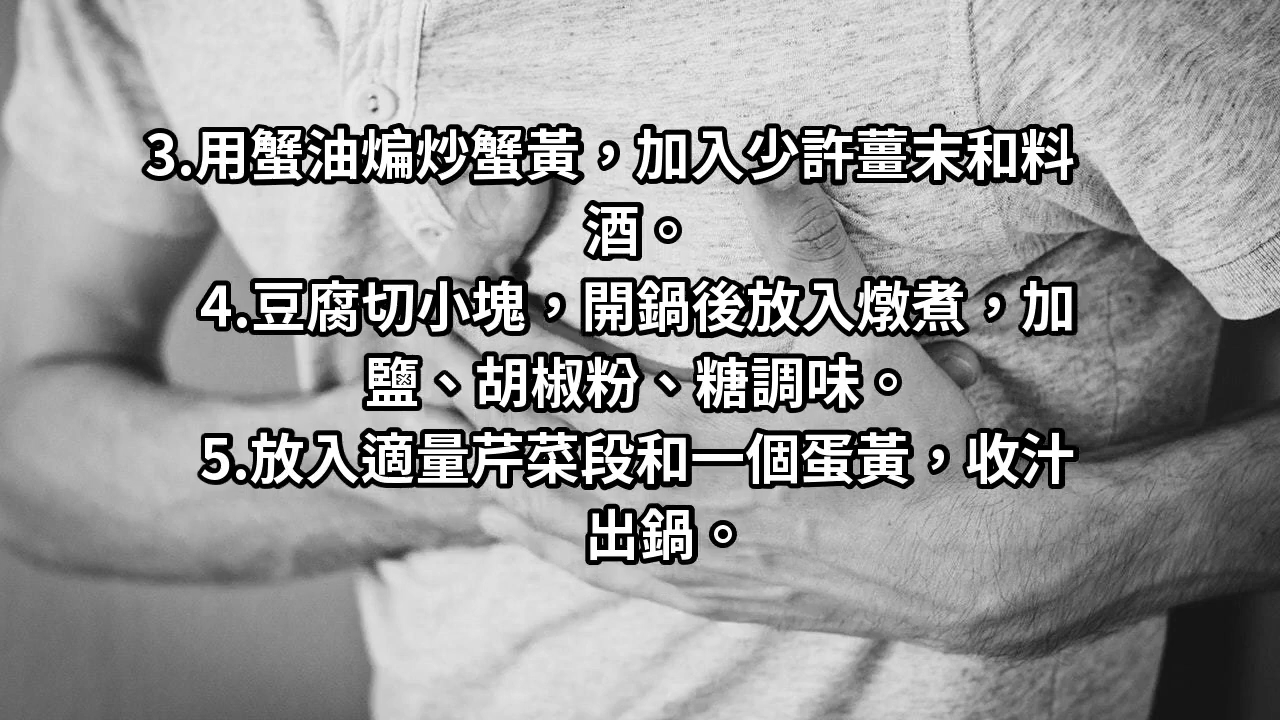 3.用蟹油煸炒蟹黃，加入少許薑末和料
酒。
4.豆腐切小塊，開鍋後放入燉煮，加
鹽、胡椒粉、糖調味。
5.放入適量芹菜段和一個蛋黃，收汁
出鍋。